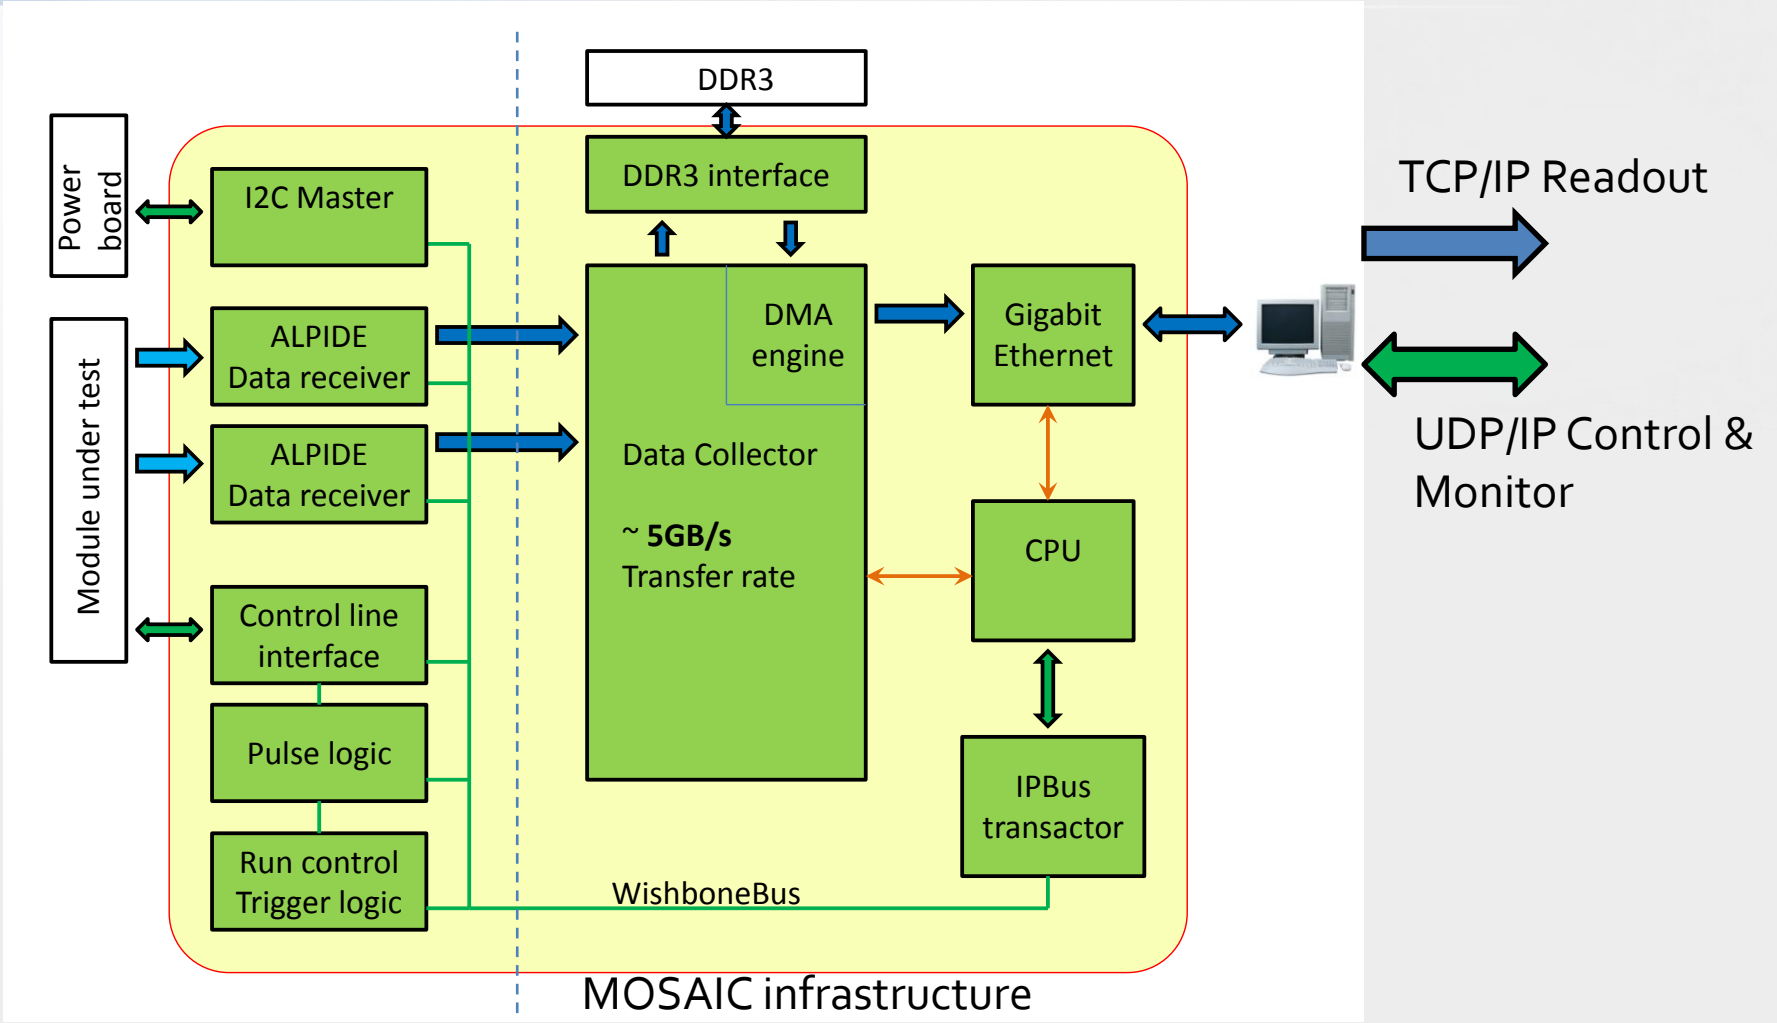 DDR3
Power
board
I2C Master
DDR3 interface
TCP/IP Readout
Module under test
ALPIDE
Data receiver
DMA
engine
Gigabit
Ethernet
ALPIDE
Data receiver
Data Collector
UDP/IP Control &
Monitor
~ 5GB/s
Transfer rate
CPU
Control line
interface
Pulse logic
IPBus
transactor
Run control
Trigger logic
WishboneBus
MOSAIC infrastructure